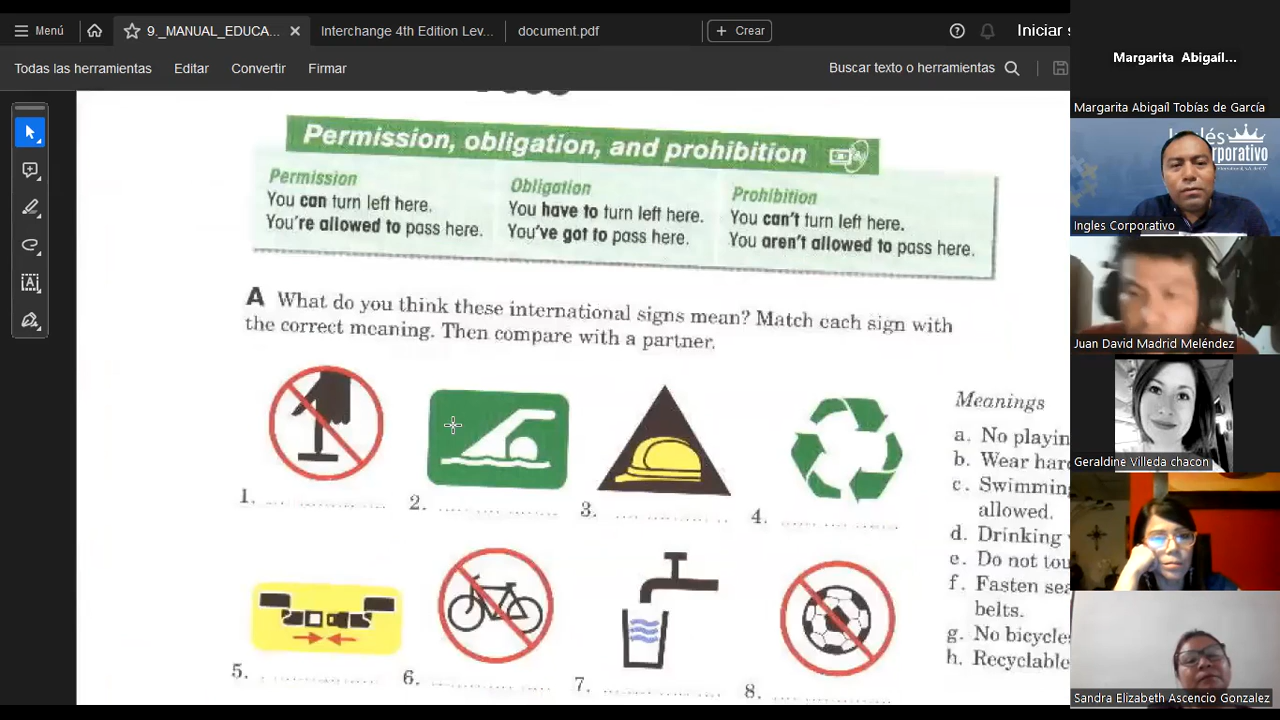 Menú
9._MANUAL_EDUCA...
Interchange 4th Edition Lev...
document.pdf
Crear
Iniciar s
Todas las herramientas
Editar
Convertir
Firmar
Buscar texto o herramientas
Permission, obligation, and prohibition
Permission
You can turn left here.
You're allowed to pass here.
Obligation
You have to turn left here.
You've got to pass here.
Prohibition
You can't turn left here.
You aren't allowed to pass here.
A What do you think these international signs mean? Match each sign with
the correct meaning. Then compare with a partner.
1.
2.
3.
4.
5.
6.
7.
8.
Meanings
a. No playin
b. Wear har
c. Swimming
allowed.
d. Drinking
e. Do not tou
f. Fasten sea
belts.
g. No bicycle
h. Recyclable
Margarita Abigaíl...
Margarita Abigaíl Tobías de García
Inglés
rporativo
Ingles Corporativo
Juan David Madrid Meléndez
Geraldine Villeda chacon
Sandra Elizabeth Ascencio Gonzalez